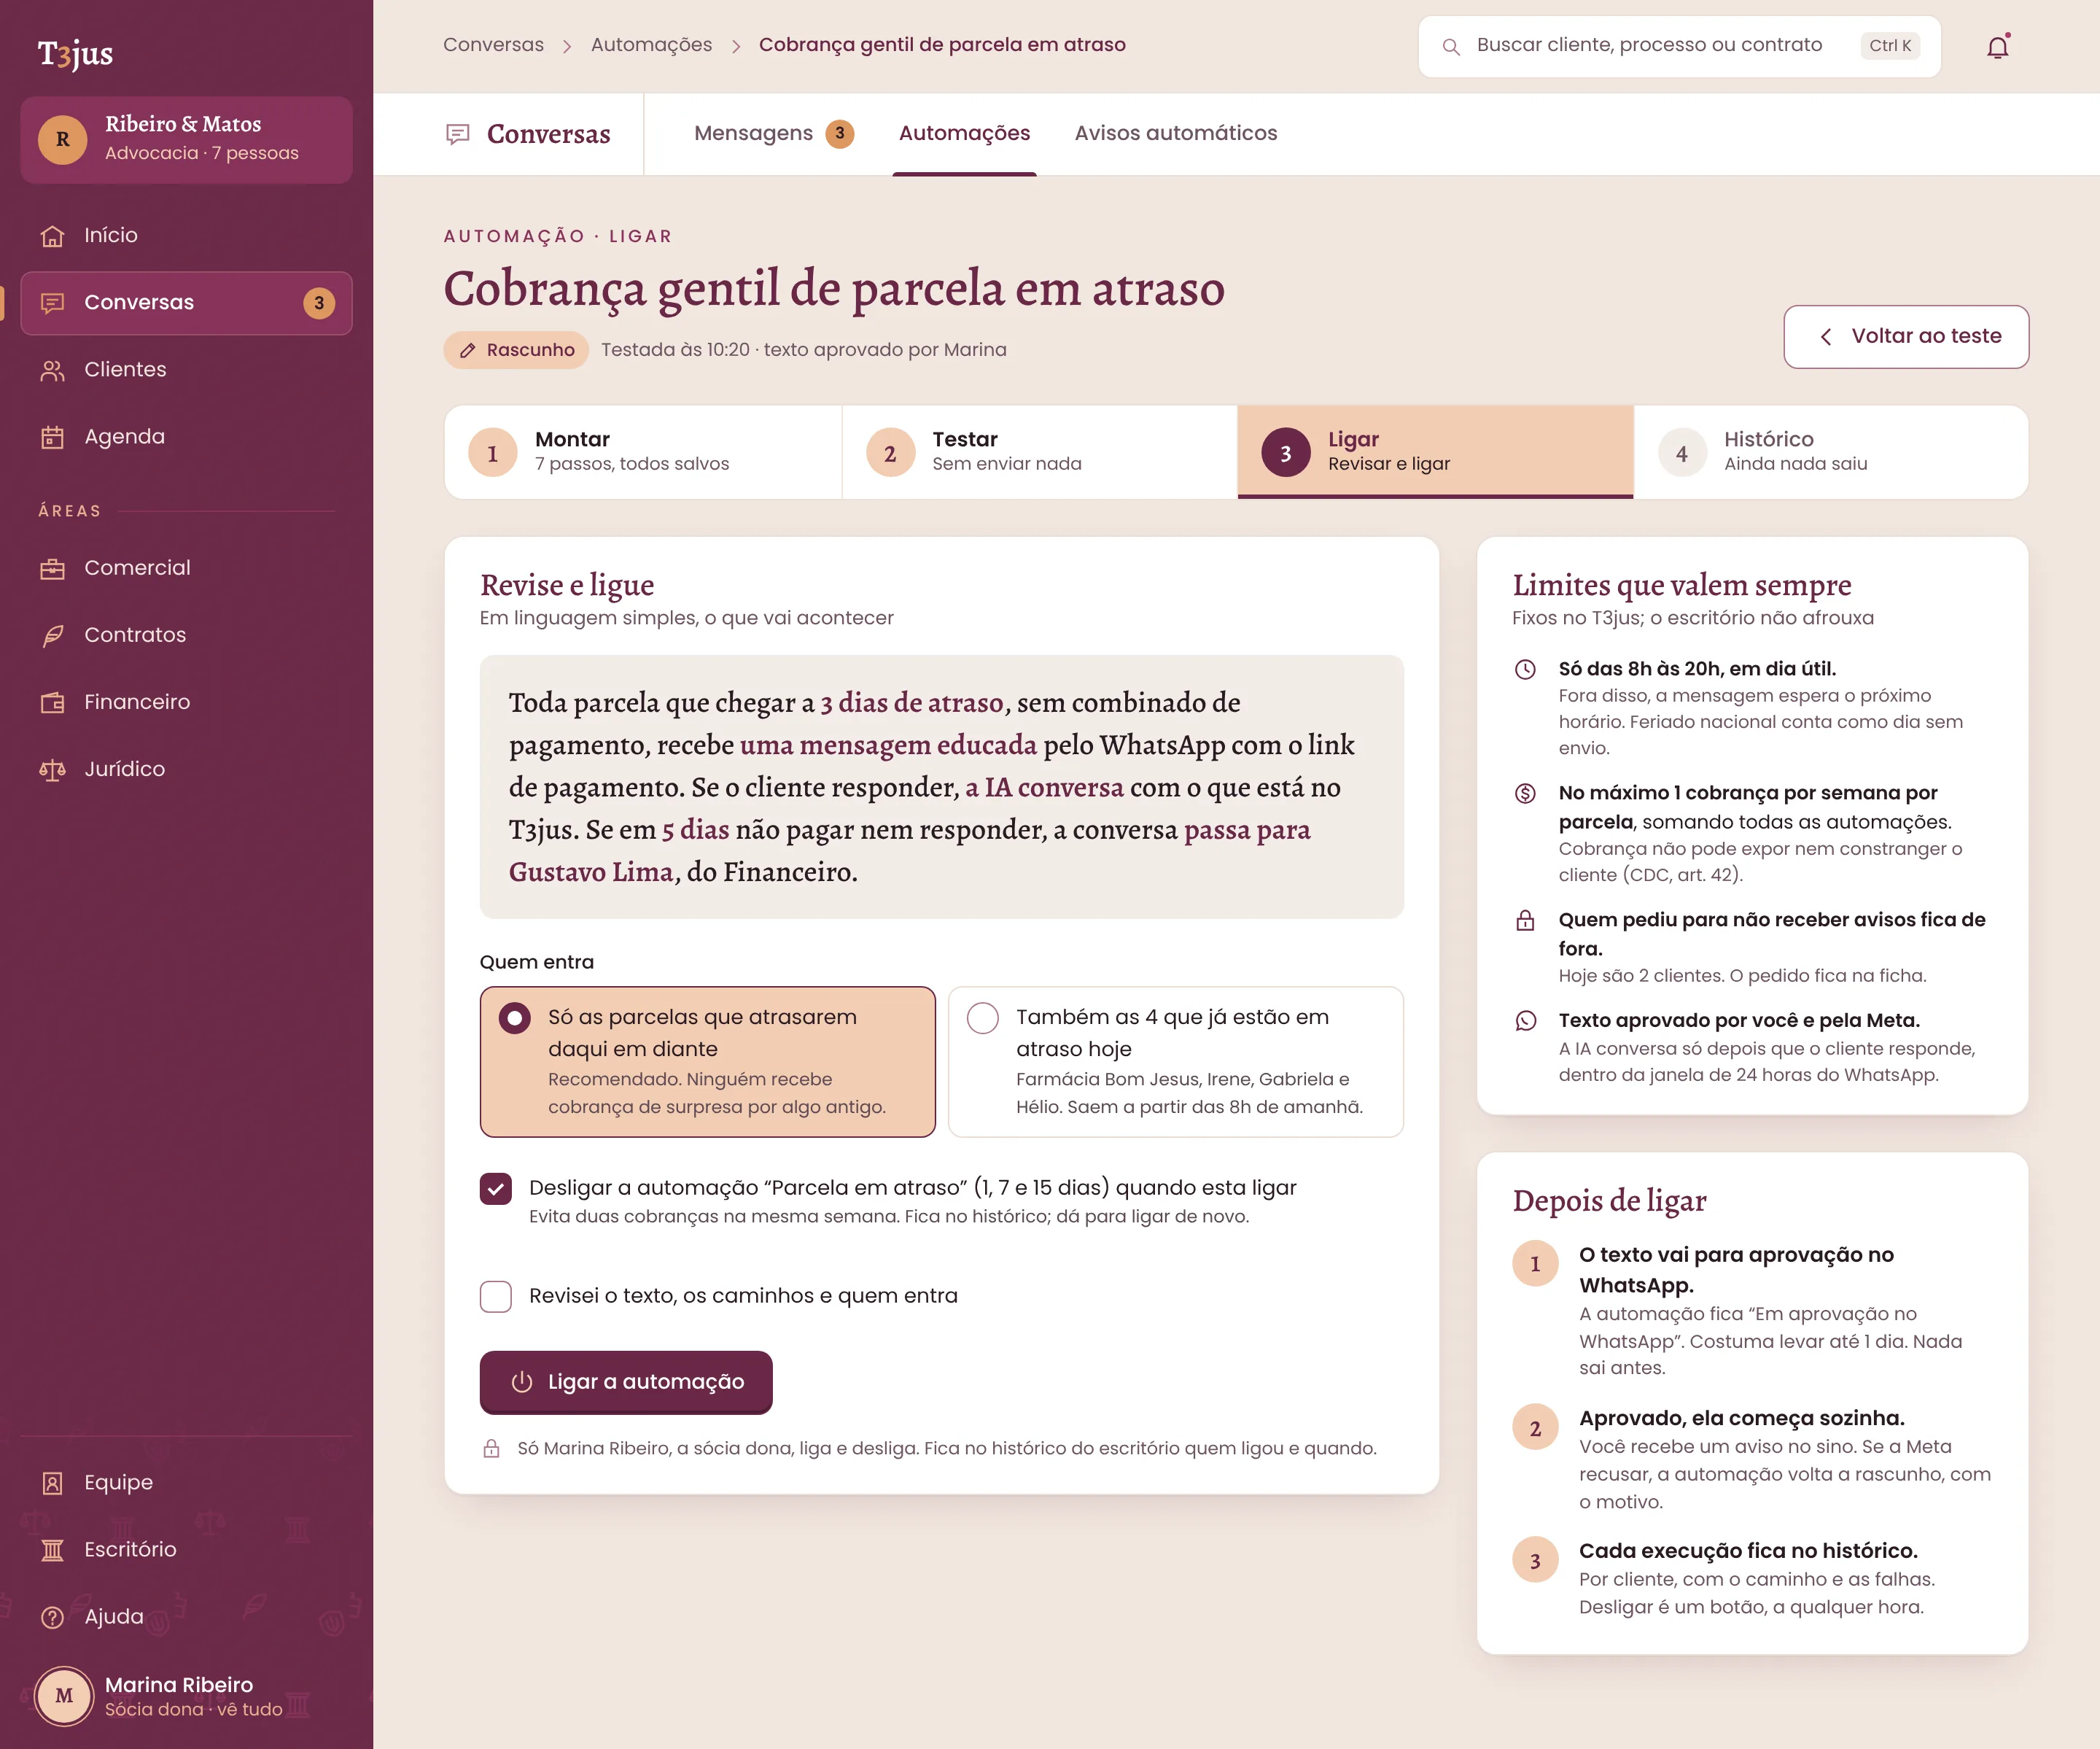 T3jus
R
Ribeiro & Matos
Advocacia · 7 pessoas
Início
Conversas
3
Clientes
Agenda
ÁREAS
Comercial
Contratos
Financeiro
Jurídico
Equipe
Escritório
Ajuda
M
Marina Ribeiro
Sócia dona · vê tudo
Conversas
Automações
Cobrança gentil de parcela em atraso
Buscar cliente, processo ou contrato
Ctrl K
Conversas
Mensagens
3
Automações
Avisos automáticos
AUTOMAÇÃO · LIGAR
Cobrança gentil de parcela em atraso
Rascunho
Testada às 10:20 · texto aprovado por Marina
Voltar ao teste
1
Montar
7 passos, todos salvos
2
Testar
Sem enviar nada
3
Ligar
Revisar e ligar
4
Histórico
Ainda nada saiu
Revise e ligue
Em linguagem simples, o que vai acontecer
Toda parcela que chegar a 3 dias de atraso, sem combinado de
pagamento, recebe uma mensagem educada pelo WhatsApp com o link
de pagamento. Se o cliente responder, a IA conversa com o que está no
T3jus. Se em 5 dias não pagar nem responder, a conversa passa para
Gustavo Lima, do Financeiro.
Quem entra
Só as parcelas que atrasarem
daqui em diante
Recomendado. Ninguém recebe
cobrança de surpresa por algo antigo.
Também as 4 que já estão em
atraso hoje
Farmácia Bom Jesus, Irene, Gabriela e
Hélio. Saem a partir das 8h de amanhã.
Desligar a automação “Parcela em atraso” (1, 7 e 15 dias) quando esta ligar
Evita duas cobranças na mesma semana. Fica no histórico; dá para ligar de novo.
Revisei o texto, os caminhos e quem entra
Ligar a automação
Só Marina Ribeiro, a sócia dona, liga e desliga. Fica no histórico do escritório quem ligou e quando.
Limites que valem sempre
Fixos no T3jus; o escritório não afrouxa
Só das 8h às 20h, em dia útil.
Fora disso, a mensagem espera o próximo
horário. Feriado nacional conta como dia sem
envio.
No máximo 1 cobrança por semana por
parcela, somando todas as automações.
Cobrança não pode expor nem constranger o
cliente (CDC, art. 42).
Quem pediu para não receber avisos fica de
fora.
Hoje são 2 clientes. O pedido fica na ficha.
Texto aprovado por você e pela Meta.
A IA conversa só depois que o cliente responde,
dentro da janela de 24 horas do WhatsApp.
Depois de ligar
1
O texto vai para aprovação no
WhatsApp.
A automação fica “Em aprovação no
WhatsApp”. Costuma levar até 1 dia. Nada
sai antes.
2
Aprovado, ela começa sozinha.
Você recebe um aviso no sino. Se a Meta
recusar, a automação volta a rascunho, com
o motivo.
3
Cada execução fica no histórico.
Por cliente, com o caminho e as falhas.
Desligar é um botão, a qualquer hora.